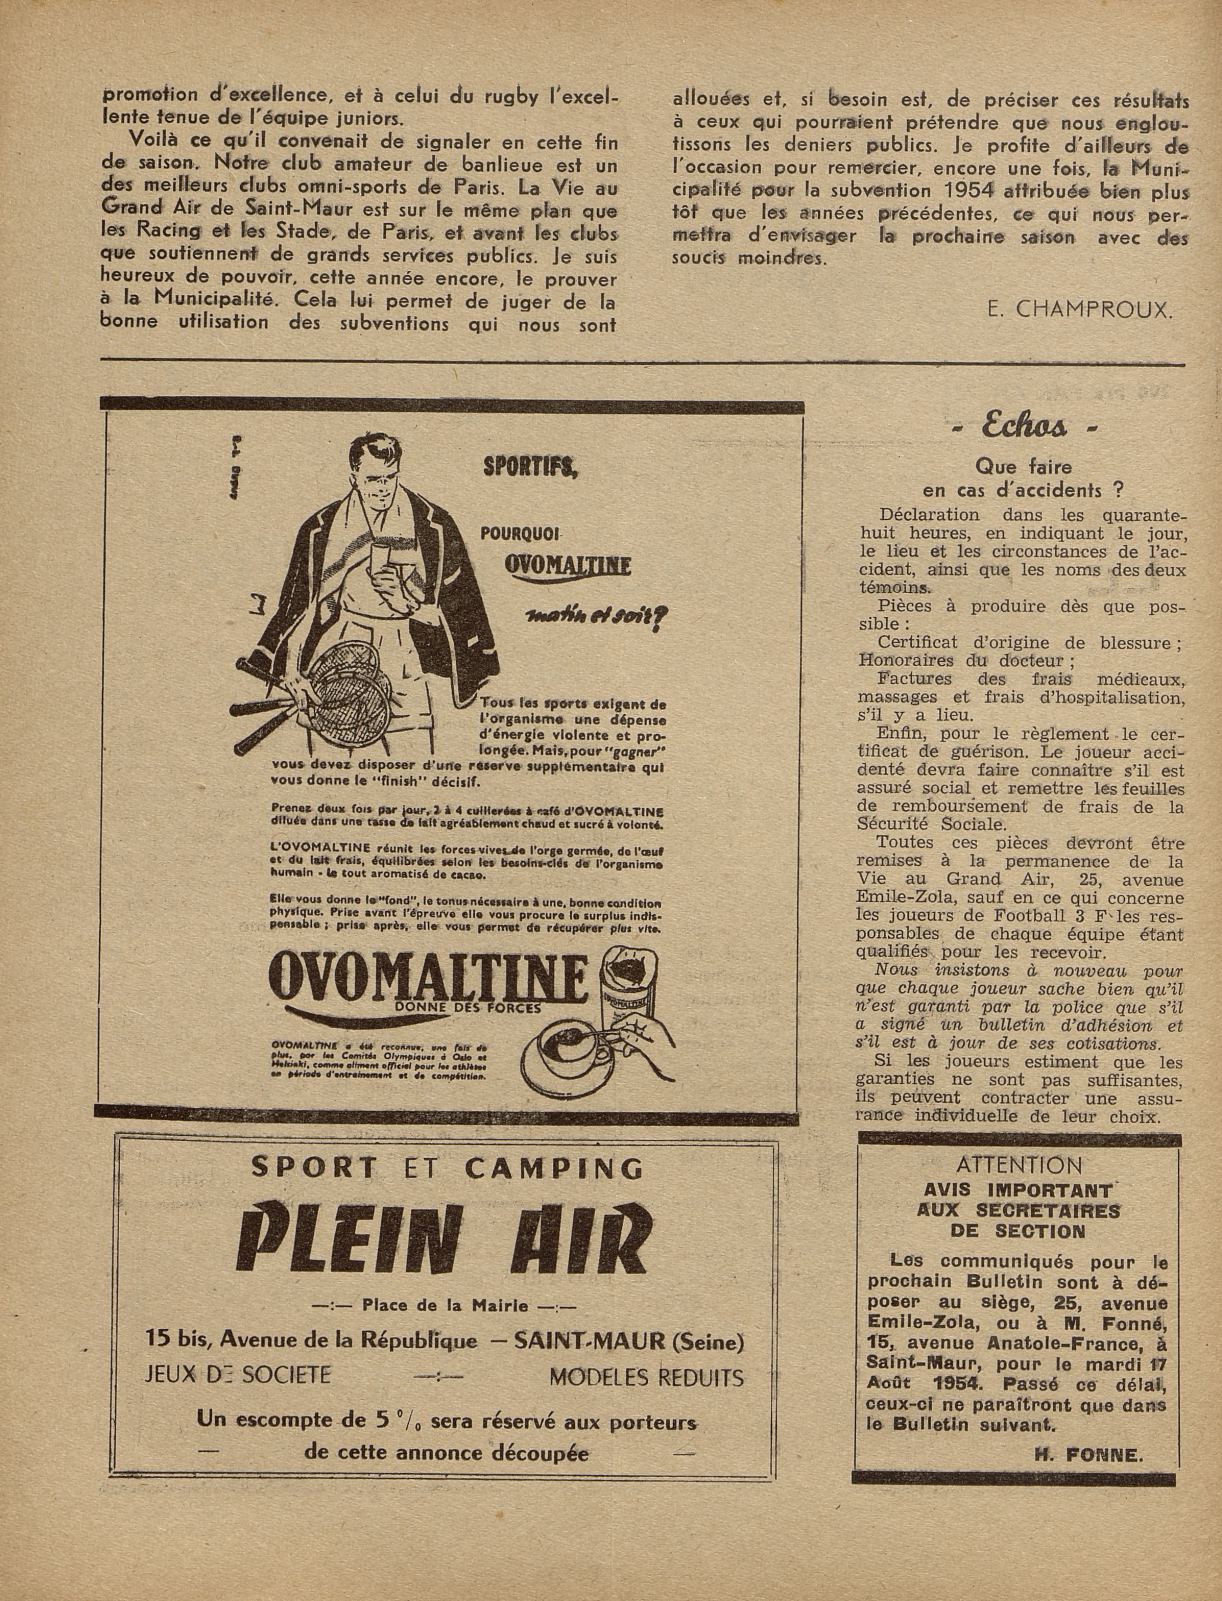 promotion d'excellence, et à celui du rugby l'excel-
lente tenue de l'équipe juniors.
Voilà ce qu'il convenait de signaler en cette fin
de saison. Notre club amateur de banlieue est un
des meilleurs clubs omni-sports de Paris. La Vie au
Grand Air de Saint-Maur est sur le même plan que
les Racing et les Stade, de Paris, et avant les clubs
que soutiennent de grands services publics. Je suis
heureux de pouvoir, cette année encore, le prouver
à la Municipalité. Cela lui permet de juger de la
bonne utilisation des subventions qui nous sont
allouées et, si besoin est, de préciser ces résultats
à ceux qui pourraient prétendre que nous englou-
tissons les deniers publics. Je profite d'ailleurs de
l'occasion pour remercier, encore une fois, la Muni-
cipalité pour la subvention 1954 attribuée bien plus
tôt que les années précédentes, ce qui nous per-
mettra d'envisager la prochaine saison avec des
soucis moindres.
E. CHAMPROUX.
SPORTIFS,
POURQUOI
OVOMALTINE
matin et soir?
Tous les sports exigent de
l'organisme une dépense
d'énergie violente et pro-
longée. Mais, pour "gagner"
vous devez disposer d'une réserve supplémentaire qui
vous donne le "finish" décisif.
Prenez deux fois par jour, 2 à 4 cuillerées à café d'OVOMALTINE
diluée dans une tasse de lait agréablement chaud et sucré à volonté.
L'OVOMALTINE réunit les forces vives de l'orge germée, de l'œuf
et du lait frais, équilibrées selon les besoins-clés de l'organisme
humain - le tout aromatisé de cacao.
Elle vous donne le "fond", le tonus nécessaire à une, bonne condition
physique. Prise avant l'épreuve elle vous procure le surplus indis-
pensable ; prise après, elle vous permet de récupérer plus vite.
OVOMALTINE
DONNE DES FORCES
OVOMALTINE a été reconnue, une fois de
plus, par les Comités Olympiques à Oslo et
Helsinki, comme aliment officiel pour les athlètes
en période d'entraînement et de compétition.
SPORT ET CAMPING
PLEIN AIR
—:— Place de la Mairie —:—
15 bis, Avenue de la République — SAINT-MAUR (Seine)
JEUX DE SOCIETE —:— MODELES REDUITS
Un escompte de 5 % sera réservé aux porteurs
— de cette annonce découpée —
- Echos -
Que faire
en cas d'accidents ?
Déclaration dans les quarante-
huit heures, en indiquant le jour,
le lieu et les circonstances de l'ac-
cident, ainsi que les noms des deux
témoins.
Pièces à produire dès que pos-
sible :
Certificat d'origine de blessure ;
Honoraires du docteur ;
Factures des frais médicaux,
massages et frais d'hospitalisation,
s'il y a lieu.
Enfin, pour le règlement le cer-
tificat de guérison. Le joueur acci-
denté devra faire connaître s'il est
assuré social et remettre les feuilles
de remboursement de frais de la
Sécurité Sociale.
Toutes ces pièces devront être
remises à la permanence de la
Vie au Grand Air, 25, avenue
Emile-Zola, sauf en ce qui concerne
les joueurs de Football 3 F les res-
ponsables de chaque équipe étant
qualifiés pour les recevoir.
Nous insistons à nouveau pour
que chaque joueur sache bien qu'il
n'est garanti par la police que s'il
a signé un bulletin d'adhésion et
s'il est à jour de ses cotisations.
Si les joueurs estiment que les
garanties ne sont pas suffisantes,
ils peuvent contracter une assu-
rance individuelle de leur choix.
ATTENTION
AVIS IMPORTANT
AUX SECRETAIRES
DE SECTION
Les communiqués pour le
prochain Bulletin sont à dé-
poser au siège, 25, avenue
Emile-Zola, ou à M. Fonné,
15, avenue Anatole-France, à
Saint-Maur, pour le mardi 17
Août 1954. Passé ce délai,
ceux-ci ne paraîtront que dans
le Bulletin suivant.
H. FONNE.